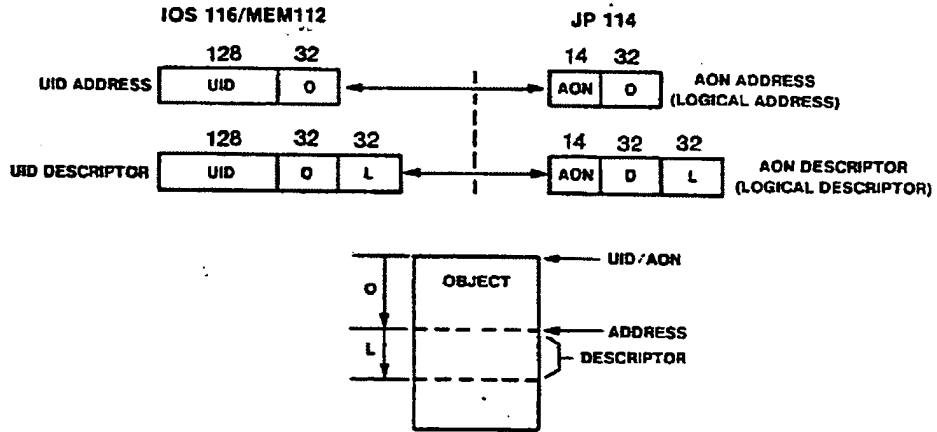 IOS 116/MEM112
JP 114
128 32
14 32
UID ADDRESS UID O AON O AON ADDRESS
(LOGICAL ADDRESS)
128 32 32
14 32 32
UID DESCRIPTOR UID O L AON O L AON DESCRIPTOR
(LOGICAL DESCRIPTOR)
UID/AON
OBJECT
O
ADDRESS
L
DESCRIPTOR